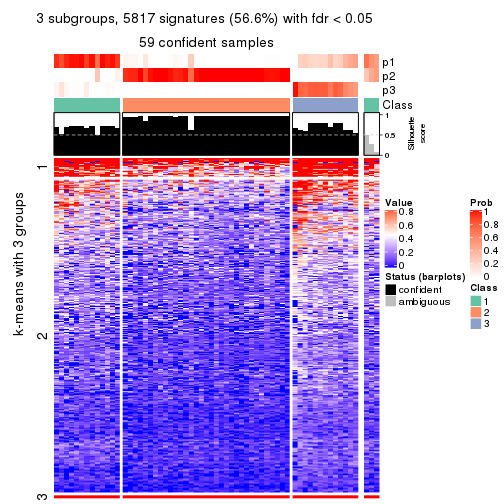 3 subgroups, 5817 signatures (56.6%) with fdr < 0.05
59 confident samples
p1
p2
p3
Class
1
0.5
0
Silhouette
score
k-means with 3 groups
1
2
3
Value
0.8
0.6
0.4
0.2
0
Status (barplots)
confident
ambiguous
Prob
1
0.8
0.6
0.4
0.2
0
Class
1
2
3